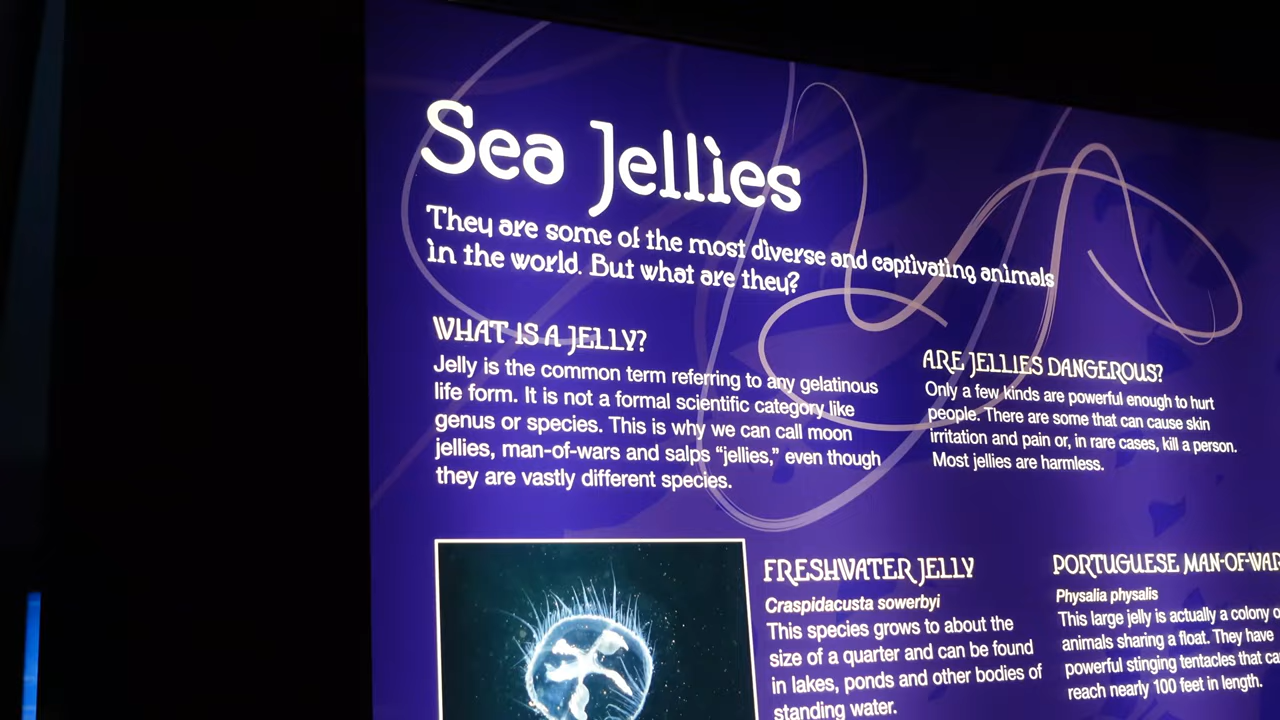 Sea Jellies
They are some of the most diverse and captivating animals
in the world. But what are they?
WHAT IS A JELLY?
Jelly is the common term referring to any gelatinous
life form. It is not a formal scientific category like
genus or species. This is why we can call moon
jellies, man-of-wars and salps “jellies,” even though
they are vastly different species.
ARE JELLIES DANGEROUS?
Only a few kinds are powerful enough to hurt
people. There are some that can cause skin
irritation and pain or, in rare cases, kill a person.
Most jellies are harmless.
FRESHWATER JELLY
Craspidacusta sowerbyi
This species grows to about the
size of a quarter and can be found
in lakes, ponds and other bodies of
standing water.
PORTUGUESE MAN-OF-WAR
Physalia physalis
This large jelly is actually a colony
animals sharing a float. They have
powerful stinging tentacles that
reach nearly 100 feet in length.